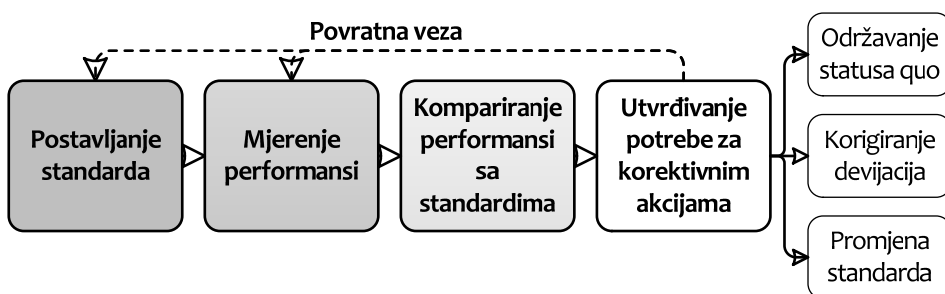 Povratna veza
Postavljanje
standarda
Mjerenje
performansi
Kompariranje
performansi
sa
standardima
Utvrđivanje
potrebe za
korektivnim
akcijama
Održavanje
statusa quo
Korigiranje
devijacija
Promjena
standarda